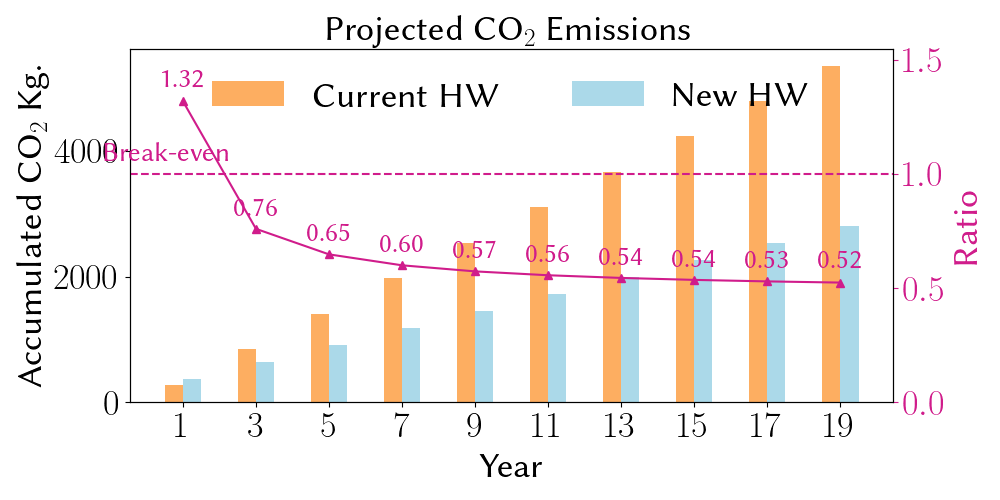 Projected CO₂ Emissions
Current HW
New HW
Break-even
1.32
0.76
0.65
0.60
0.57
0.56
0.54
0.54
0.53
0.52
Accumulated CO₂ Kg.
4000
2000
0
1.5
1.0
0.5
0.0
Ratio
1 3 5 7 9 11 13 15 17 19
Year